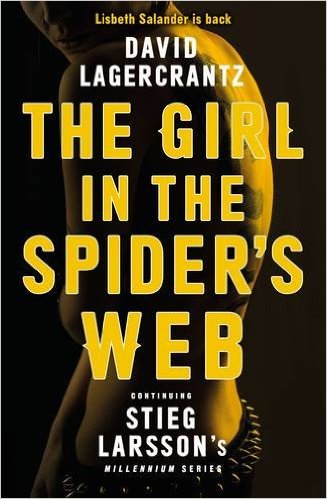 Lisbeth Salander is back
DAVID
LAGERCRANTZ
THE GIRL
IN THE
SPIDER'S
WEB
CONTINUING
STIEG
LARSSON's
MILLENNIUM SERIES